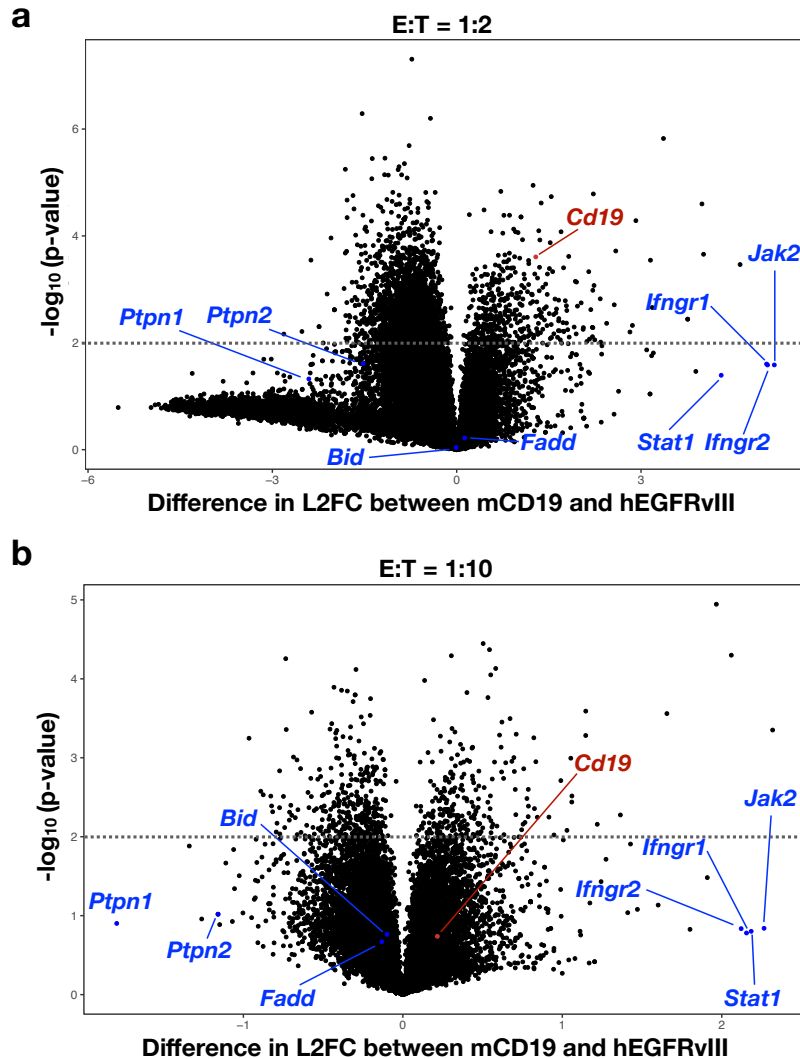 a
E:T = 1:2
-log₁₀ (p-value)
6
4
2
0
Cd19
Jak2
Ifngr1
Ptpn1
Ptpn2
Bid
Fadd
Stat1
Ifngr2
−6
−3
0
3
Difference in L2FC between mCD19 and hEGFRvIII
b
E:T = 1:10
-log₁₀ (p-value)
5
4
3
2
1
0
Cd19
Jak2
Bid
Ifngr1
Ifngr2
Ptpn1
Ptpn2
Fadd
Stat1
−1
0
1
2
Difference in L2FC between mCD19 and hEGFRvIII